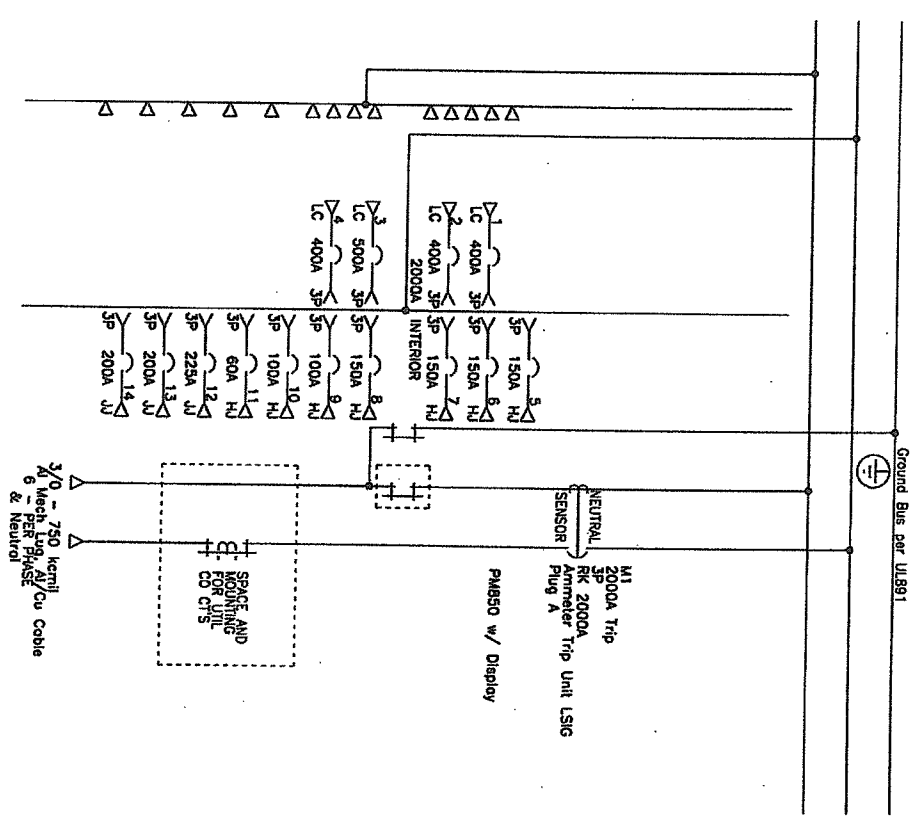 Ground Bus per UL891
M1
2000A Trip
3P
RK 2000A
Ammeter Trip Unit LSIG
Plug A
NEUTRAL
SENSOR
PM850 w/ Display
1
LC 400A 3P
2
LC 400A 3P
3
LC 500A 3P
4
LC 400A 3P
2000A INTERIOR
3P 150A HJ
5
3P 150A HJ
6
3P 150A HJ
7
3P 150A HJ
8
3P 100A HJ
9
3P 100A HJ
10
3P 60A HJ
11
3P 225A JJ
12
3P 200A JJ
13
3P 200A JJ
14
SPACE AND
MOUNTING
FOR UTIL
CO CT'S
3/0 - 750 kcmil
Al Mech Lug, Al/Cu Cable
6 - PER PHASE
& Neutral